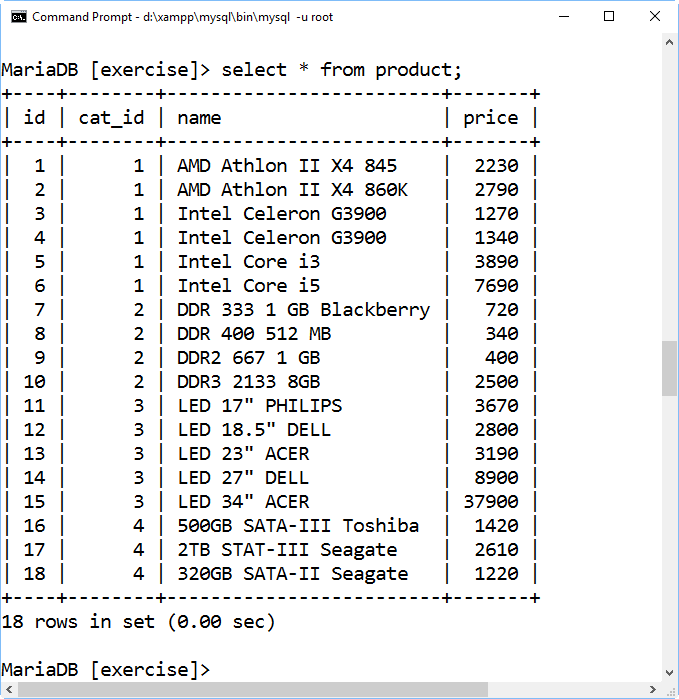 Command Prompt - d:\xampp\mysql\bin\mysql -u root
MariaDB [exercise]> select * from product;
+----+--------+-------------------------+-------+
| id | cat_id | name                    | price |
+----+--------+-------------------------+-------+
|  1 |      1 | AMD Athlon II X4 845    |  2230 |
|  2 |      1 | AMD Athlon II X4 860K   |  2790 |
|  3 |      1 | Intel Celeron G3900     |  1270 |
|  4 |      1 | Intel Celeron G3900     |  1340 |
|  5 |      1 | Intel Core i3           |  3890 |
|  6 |      1 | Intel Core i5           |  7690 |
|  7 |      2 | DDR 333 1 GB Blackberry |   720 |
|  8 |      2 | DDR 400 512 MB          |   340 |
|  9 |      2 | DDR2 667 1 GB           |   400 |
| 10 |      2 | DDR3 2133 8GB           |  2500 |
| 11 |      3 | LED 17" PHILIPS         |  3670 |
| 12 |      3 | LED 18.5" DELL          |  2800 |
| 13 |      3 | LED 23" ACER            |  3190 |
| 14 |      3 | LED 27" DELL            |  8900 |
| 15 |      3 | LED 34" ACER            | 37900 |
| 16 |      4 | 500GB SATA-III Toshiba  |  1420 |
| 17 |      4 | 2TB STAT-III Seagate    |  2610 |
| 18 |      4 | 320GB SATA-II Seagate   |  1220 |
+----+--------+-------------------------+-------+
18 rows in set (0.00 sec)
MariaDB [exercise]>